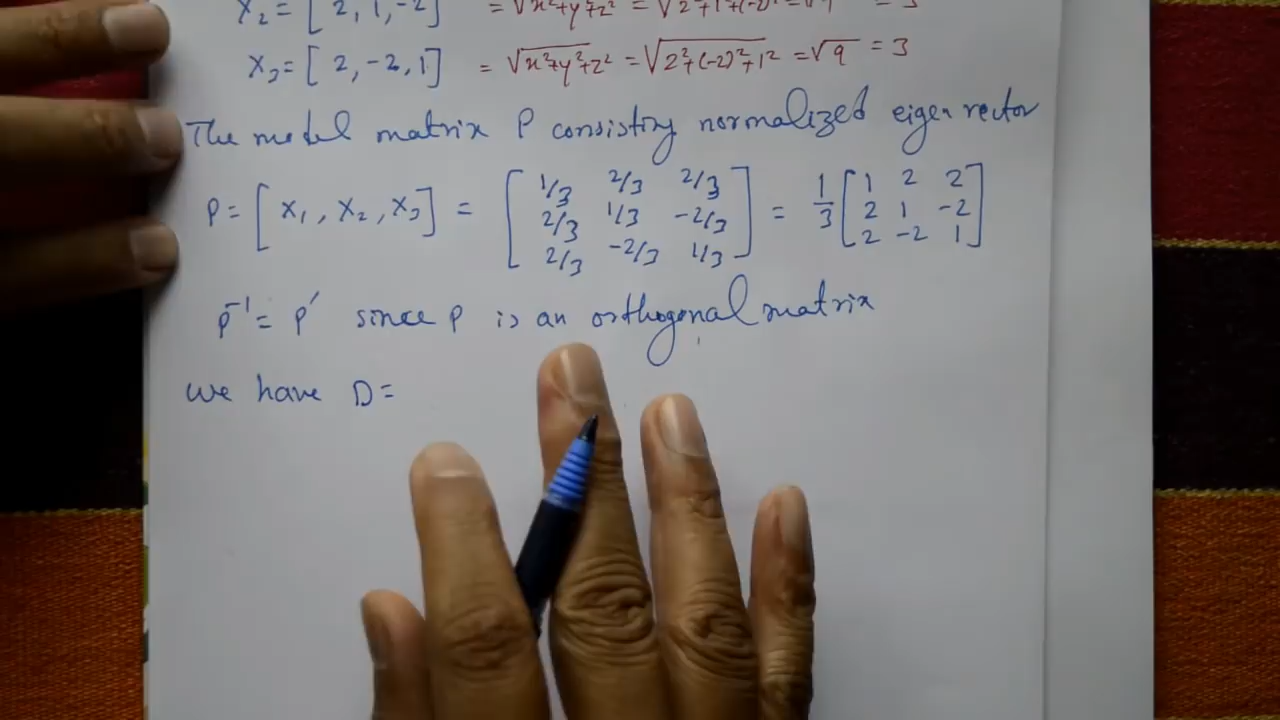 X₂ = [ 2, 1, -2 ] = √x²+y²+z² = √2²+1²+(-2)² = √9 = 3
X₃ = [ 2, -2, 1 ] = √x²+y²+z² = √2²+(-2)²+1² = √9 = 3
The model matrix P consisting normalized eigen vector
P = [ X₁, X₂, X₃ ] = [ 1/3 2/3 2/3 = 1/3 [ 1 2 2
2/3 1/3 -2/3 2 1 -2
2/3 -2/3 1/3 ] 2 -2 1 ]
P⁻¹ = P′ since P is an orthogonal matrix
we have D =